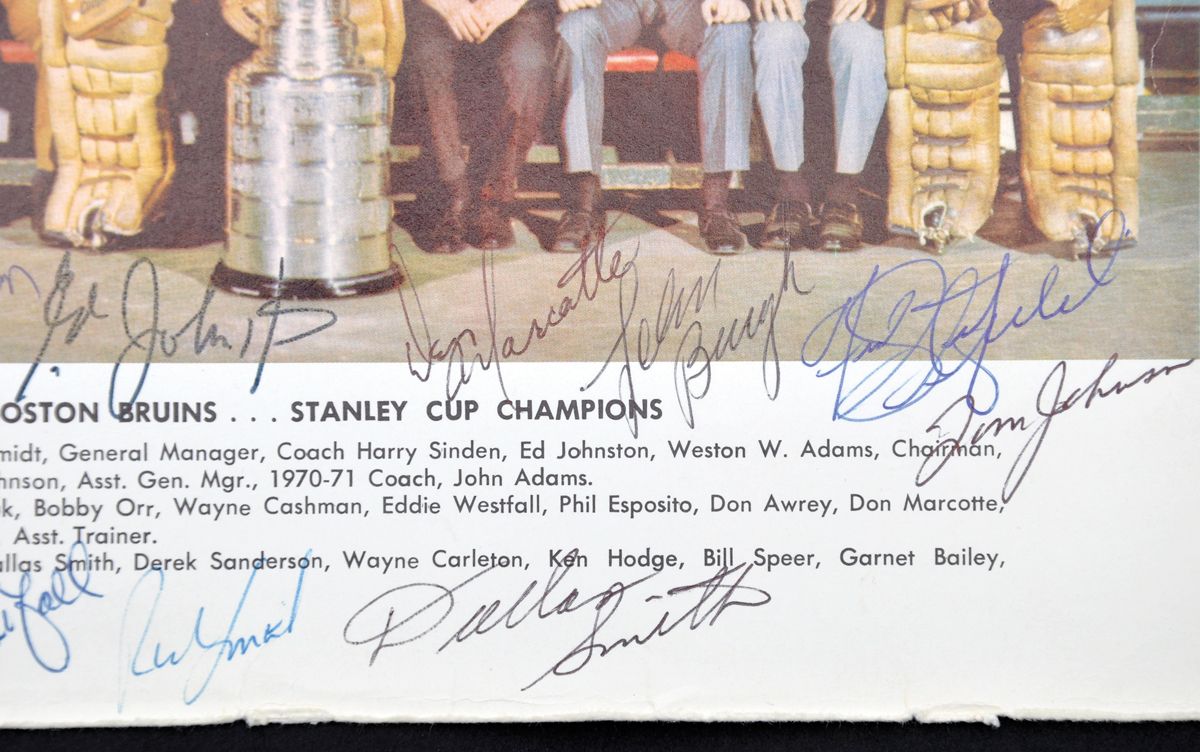 Ed Johnst
Don Marcotte
John Bucyk
Tom Johnson
OSTON BRUINS . . . STANLEY CUP CHAMPIONS
midt, General Manager, Coach Harry Sinden, Ed Johnston, Weston W. Adams, Chairman,
hnson, Asst. Gen. Mgr., 1970-71 Coach, John Adams.
k, Bobby Orr, Wayne Cashman, Eddie Westfall, Phil Esposito, Don Awrey, Don Marcotte,
Asst. Trainer.
allas Smith, Derek Sanderson, Wayne Carleton, Ken Hodge, Bill Speer, Garnet Bailey,
Dallas Smith